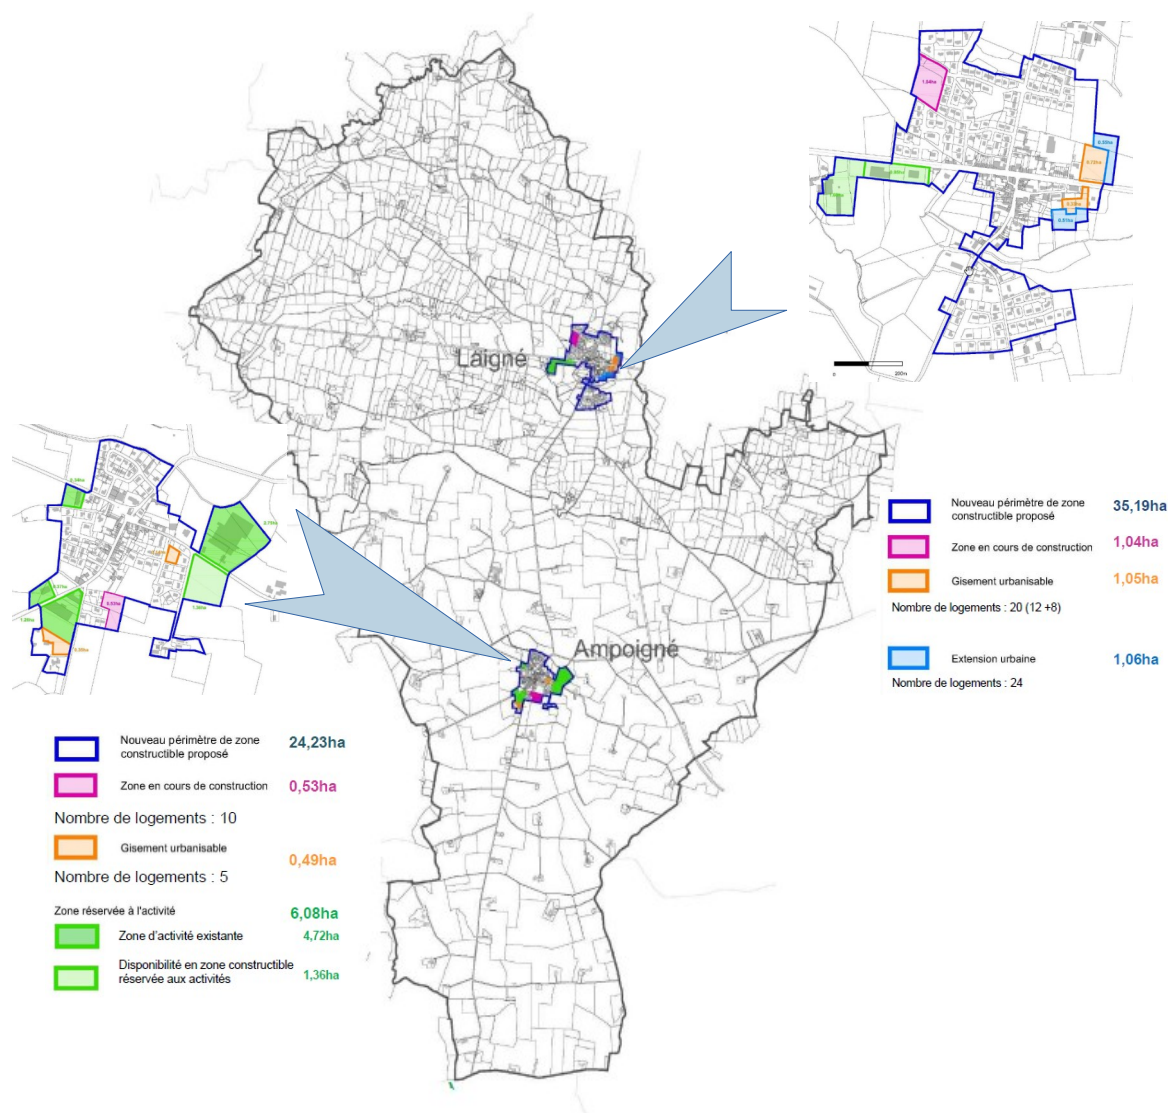 1.04ha
0
200m
Laigné
Ampoigné
Nouveau périmètre de zone
constructible proposé
35,19ha
Zone en cours de construction
1,04ha
Gisement urbanisable
1,05ha
Nombre de logements : 20 (12 +8)
Extension urbaine
1,06ha
Nombre de logements : 24
Nouveau périmètre de zone
constructible proposé
24,23ha
Zone en cours de construction
0,53ha
Nombre de logements : 10
Gisement urbanisable
0,49ha
Nombre de logements : 5
Zone réservée à l'activité
6,08ha
Zone d'activité existante
4,72ha
Disponibilité en zone constructible
réservée aux activités
1,36ha